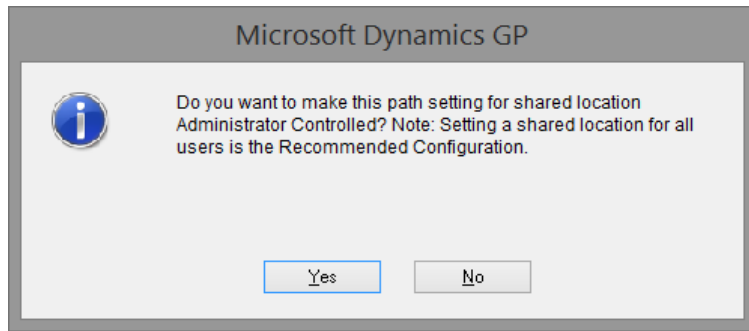 Microsoft Dynamics GP
Do you want to make this path setting for shared location
Administrator Controlled? Note: Setting a shared location for all
users is the Recommended Configuration.
Yes
No